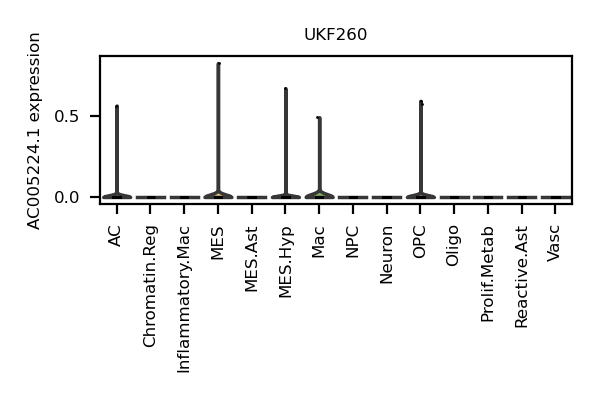 UKF260
AC005224.1 expression
0.5
0.0
AC
Chromatin.Reg
Inflammatory.Mac
MES
MES.Ast
MES.Hyp
Mac
NPC
Neuron
OPC
Oligo
Prolif.Metab
Reactive.Ast
Vasc